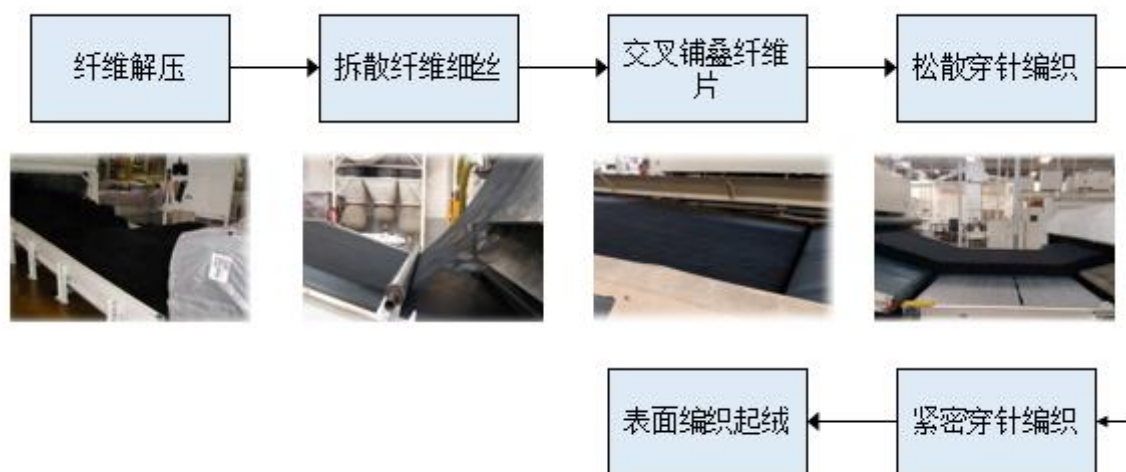 纤维解压
拆散纤维细丝
交叉铺叠纤维
片
松散穿针编织
表面编织起绒
紧密穿针编织